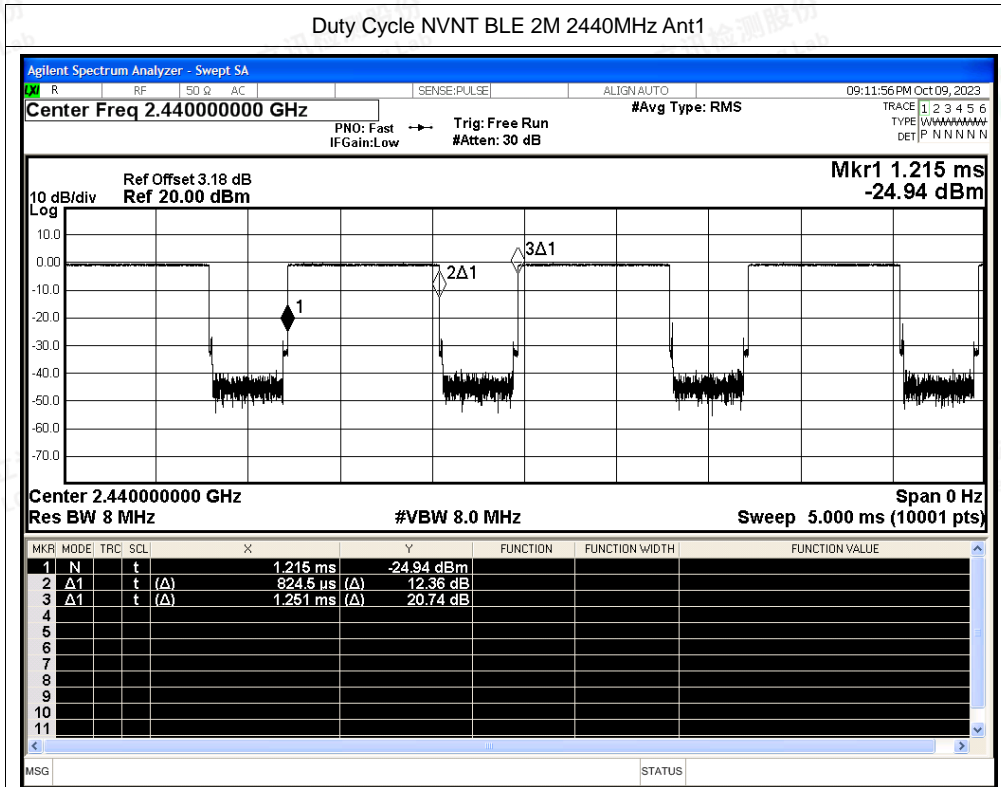 Duty Cycle NVNT BLE 2M 2440MHz Ant1
Agilent Spectrum Analyzer - Swept SA
LXI R RF 50 Ω AC SENSE:PULSE ALIGN AUTO 09:11:56 PM Oct 09, 2023
Center Freq 2.440000000 GHz #Avg Type: RMS TRACE 1 2 3 4 5 6
PNO: Fast Trig: Free Run TYPE WWWWWW
IFGain:Low #Atten: 30 dB DET P N N N N N
Mkr1 1.215 ms
Ref Offset 3.18 dB
10 dB/div Ref 20.00 dBm -24.94 dBm
Log
10.0
0.00
-10.0
-20.0
-30.0
-40.0
-50.0
-60.0
-70.0
1
2Δ1
3Δ1
Center 2.440000000 GHz Span 0 Hz
Res BW 8 MHz #VBW 8.0 MHz Sweep 5.000 ms (10001 pts)
MKR MODE TRC SCL X Y FUNCTION FUNCTION WIDTH FUNCTION VALUE
1 N t 1.215 ms -24.94 dBm
2 Δ1 t (Δ) 824.5 µs (Δ) 12.36 dB
3 Δ1 t (Δ) 1.251 ms (Δ) 20.74 dB
4
5
6
7
8
9
10
11
MSG STATUS